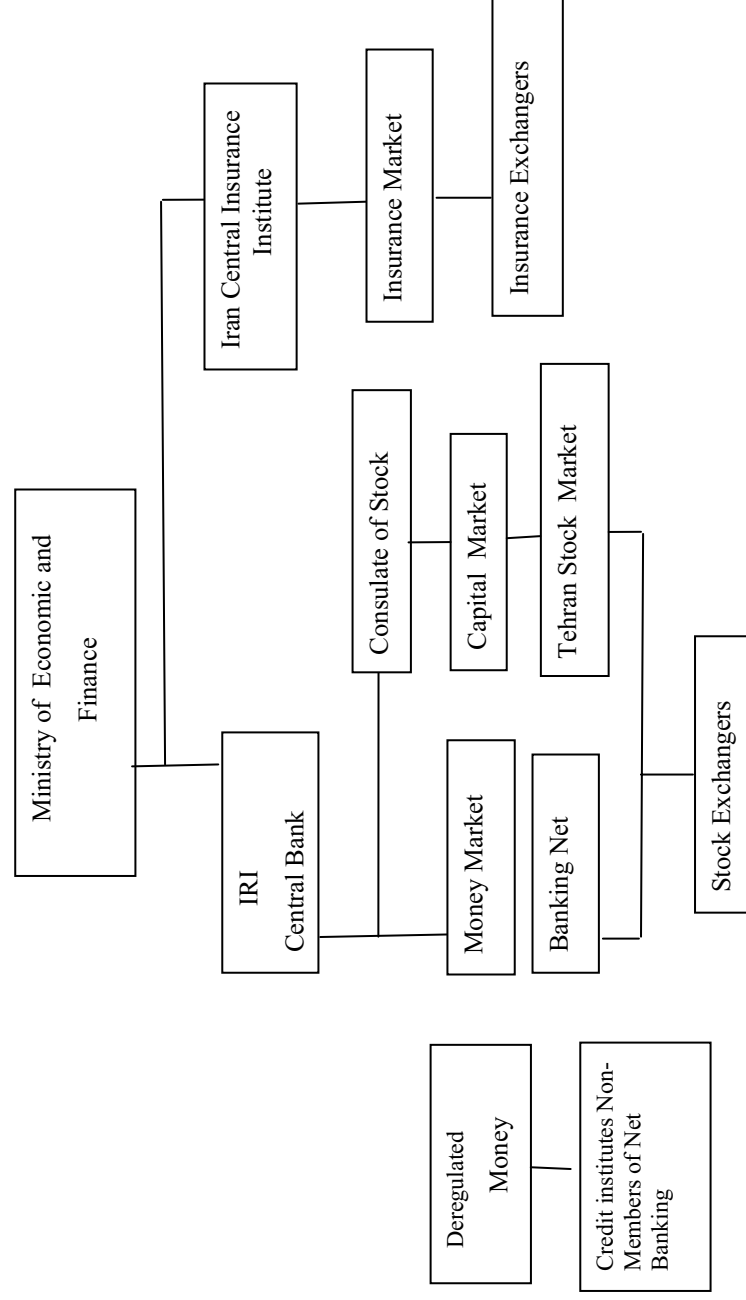 Ministry of Economic and
Finance
IRI
Central Bank
Iran Central Insurance
Institute
Consulate of Stock
Insurance Market
Money Market
Capital Market
Deregulated
Money
Banking Net
Tehran Stock Market
Insurance Exchangers
Credit institutes Non-
Members of Net
Banking
Stock Exchangers